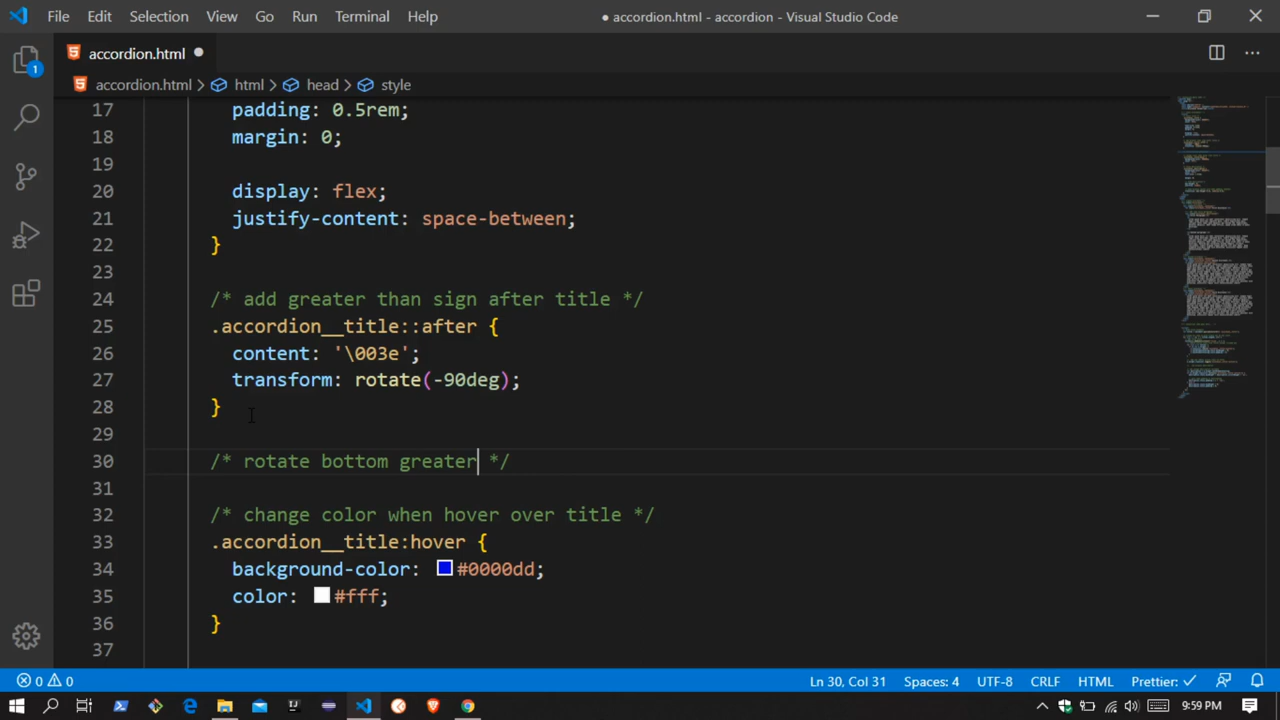 File Edit Selection View Go Run Terminal Help
● accordion.html - accordion - Visual Studio Code
accordion.html
accordion.html > html > head > style
17 padding: 0.5rem;
18 margin: 0;
19
20 display: flex;
21 justify-content: space-between;
22 }
23
24 /* add greater than sign after title */
25 .accordion__title::after {
26 content: '\003e';
27 transform: rotate(-90deg);
28 }
29
30 /* rotate bottom greater */
31
32 /* change color when hover over title */
33 .accordion__title:hover {
34 background-color: #0000dd;
35 color: #fff;
36 }
37
1
0 0 Ln 30, Col 31 Spaces: 4 UTF-8 CRLF HTML Prettier: ✓
9:59 PM